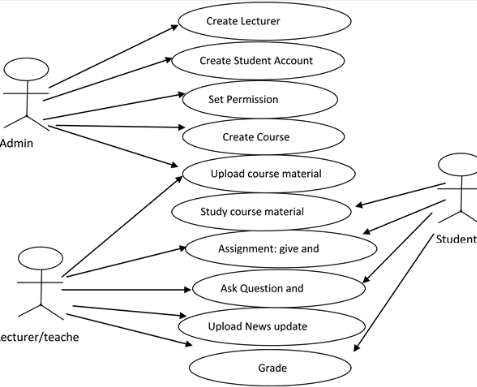 Create Lecturer
Create Student Account
Set Permission
Admin
Create Course
Upload course material
Study course material
Student
Assignment: give and
Ask Question and
Upload News update
ecturer/teache
Grade